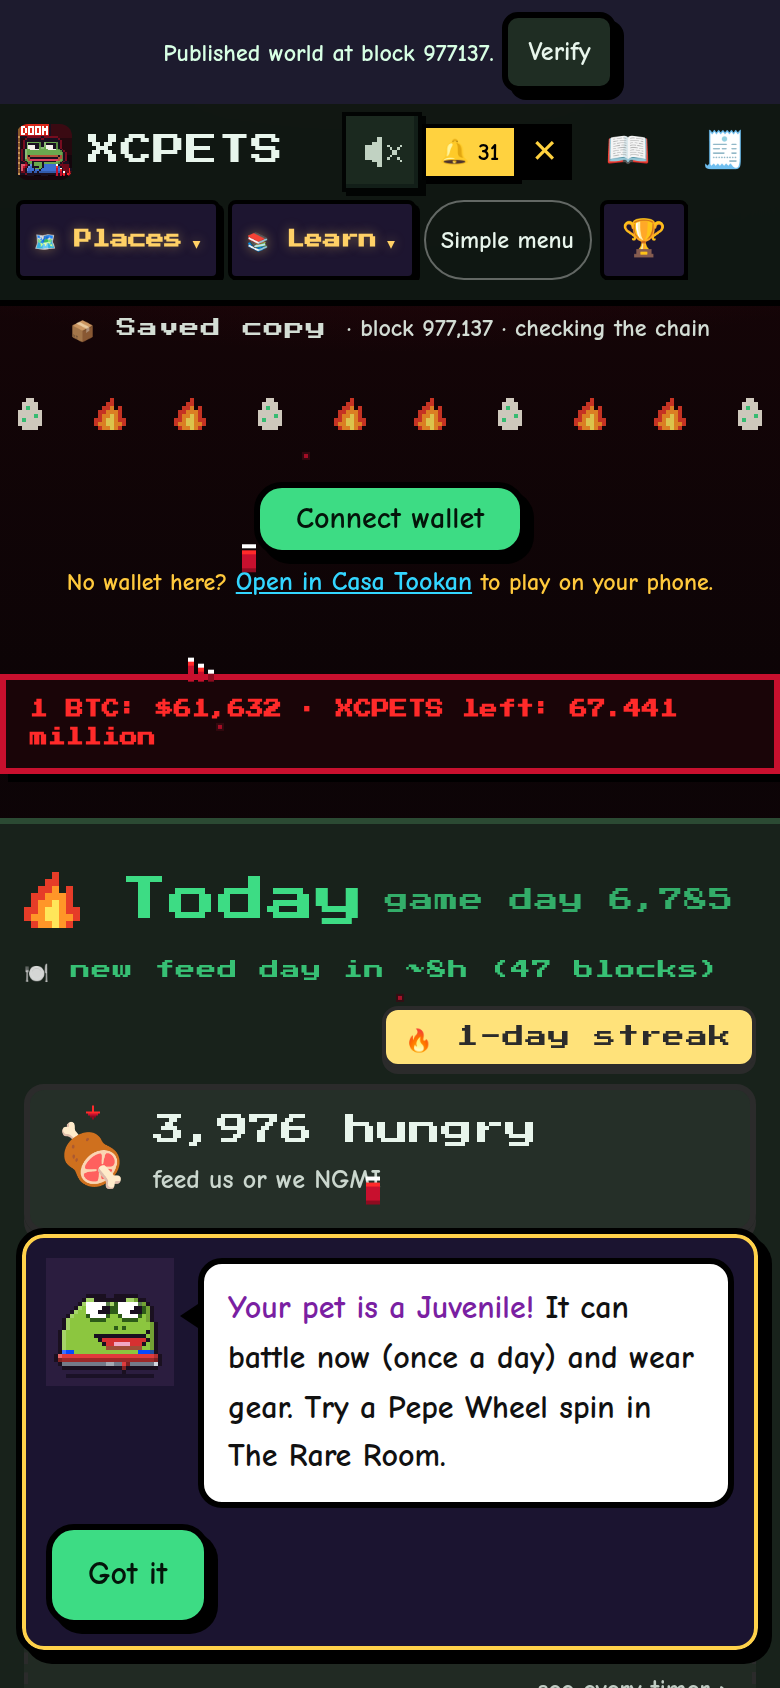 Published world at block 977137. Verify
DOOM
XCPETS
31 ✕
Places ▾ Learn ▾ Simple menu
Saved copy · block 977,137 · checking the chain
Connect wallet
No wallet here? Open in Casa Tookan to play on your phone.
1 BTC: $61,632 · XCPETS left: 67.441
million
Today game day 6,785
new feed day in ~8h (47 blocks)
1-day streak
3,976 hungry
feed us or we NGMI
Your pet is a Juvenile! It can
battle now (once a day) and wear
gear. Try a Pepe Wheel spin in
The Rare Room.
Got it
see every timer ›